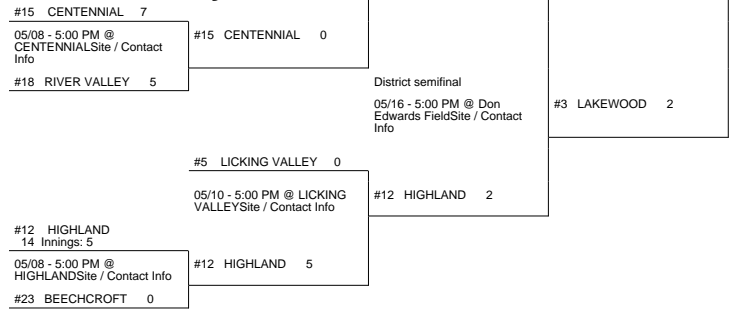 #15 CENTENNIAL 7
05/08 - 5:00 PM @
CENTENNIALSite / Contact
Info
#18 RIVER VALLEY 5
#15 CENTENNIAL 0
District semifinal
05/16 - 5:00 PM @ Don
Edwards FieldSite / Contact
Info
#3 LAKEWOOD 2
#5 LICKING VALLEY 0
05/10 - 5:00 PM @ LICKING
VALLEYSite / Contact Info
#12 HIGHLAND 2
#12 HIGHLAND
14 Innings: 5
05/08 - 5:00 PM @
HIGHLANDSite / Contact Info
#23 BEECHCROFT 0
#12 HIGHLAND 5